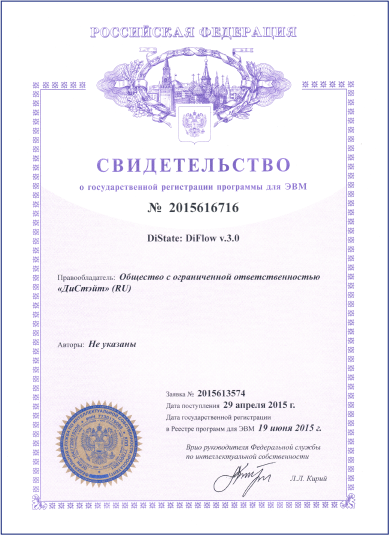 РОССИЙСКАЯ ФЕДЕРАЦИЯ
СВИДЕТЕЛЬСТВО
о государственной регистрации программы для ЭВМ
№ 2015616716
DiState: DiFlow v.3.0
Правообладатель: Общество с ограниченной ответственностью
«ДиСтэйт» (RU)
Авторы: Не указаны
Заявка № 2015613574
Дата поступления 29 апреля 2015 г.
Дата государственной регистрации
в Реестре программ для ЭВМ 19 июня 2015 г.
Врио руководителя Федеральной службы
по интеллектуальной собственности
Л.Л. Кирий